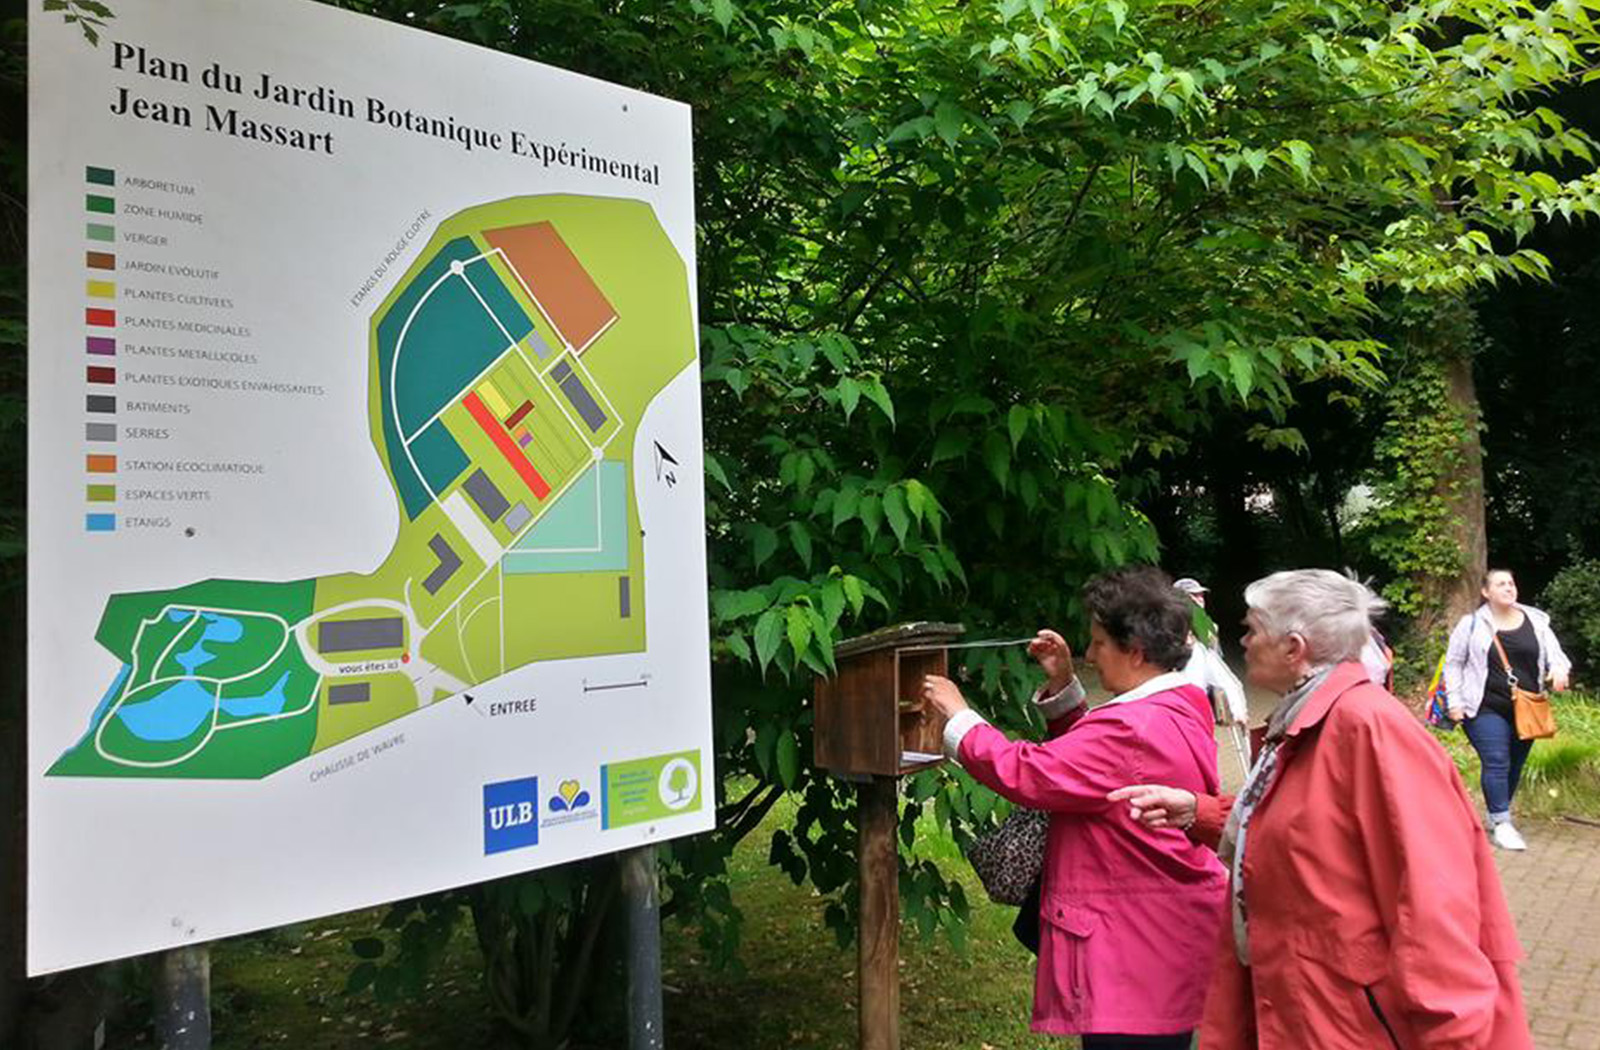 Plan du Jardin Botanique Expérimental
Jean Massart
ARBORETUM
ZONE HUMIDE
VERGER
JARDIN EVOLUTIF
PLANTES CULTIVEES
PLANTES MEDICINALES
PLANTES METALLICOLES
PLANTES EXOTIQUES ENVAHISSANTES
BATIMENTS
SERRES
STATION ECOCLIMATIQUE
ESPACES VERTS
ETANGS
ETANGS DU ROUGE CLOITRE
N
vous êtes ici
ENTREE
CHAUSSE DE WAVRE
0
ULB